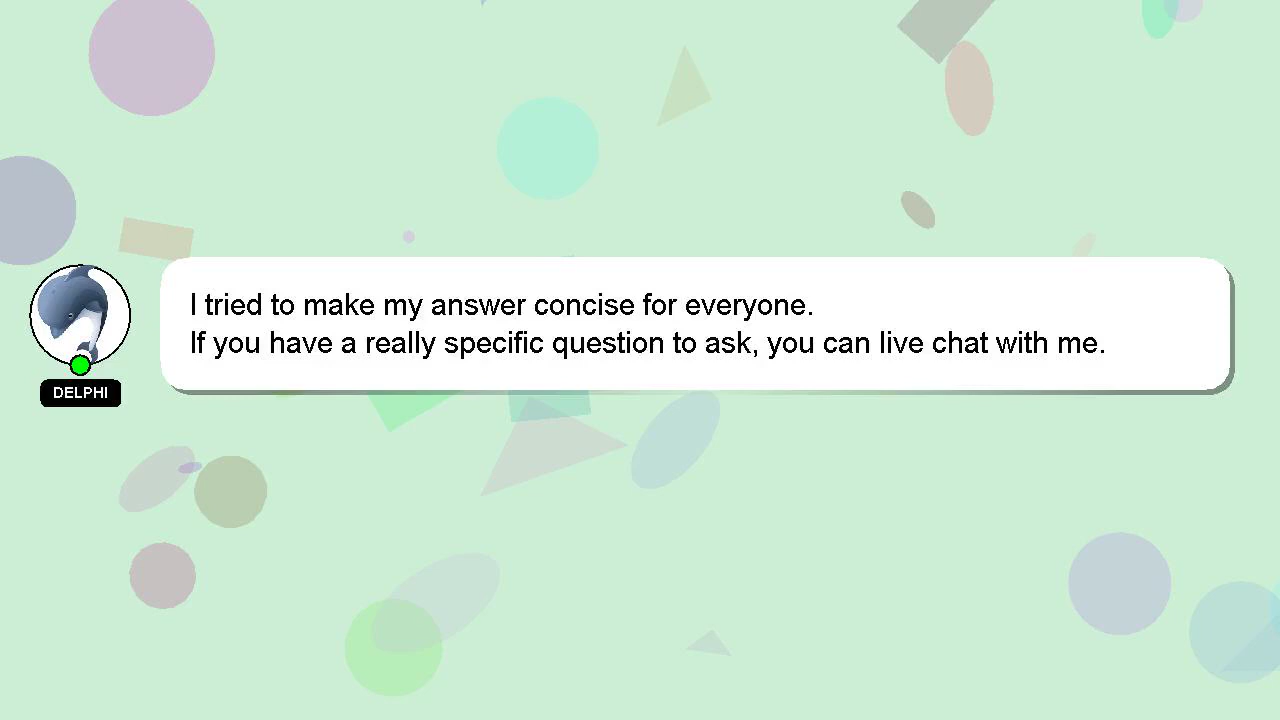 I tried to make my answer concise for everyone.
If you have a really specific question to ask, you can live chat with me.
DELPHI